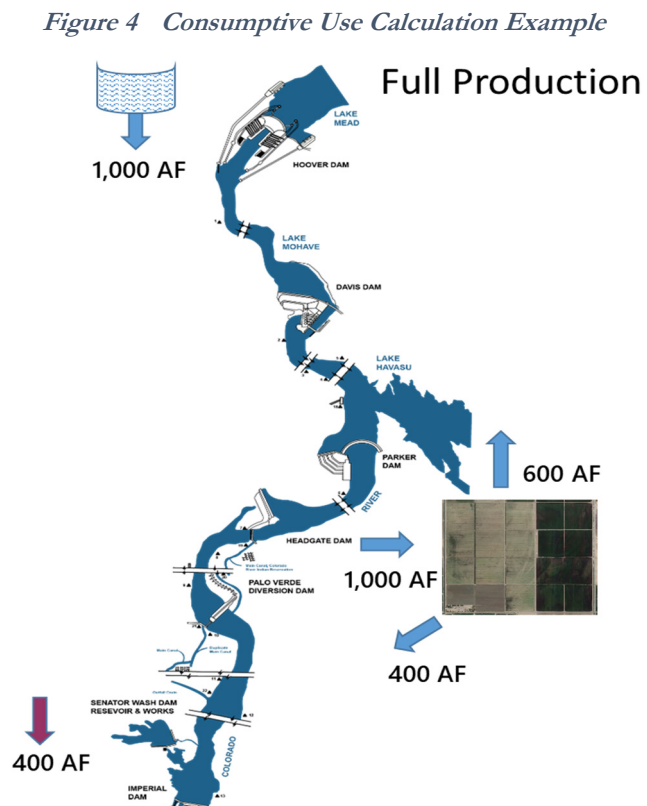 Figure 4 Consumptive Use Calculation Example
Full Production
1,000 AF
LAKE
MEAD
HOOVER DAM
LAKE
MOHAVE
DAVIS DAM
LAKE
HAVASU
PARKER
DAM
600 AF
RIVER
HEADGATE DAM
1,000 AF
PALO VERDE
DIVERSION DAM
400 AF
SENATOR WASH DAM
RESEVOIR & WORKS
400 AF
COLORADO
IMPERIAL
DAM